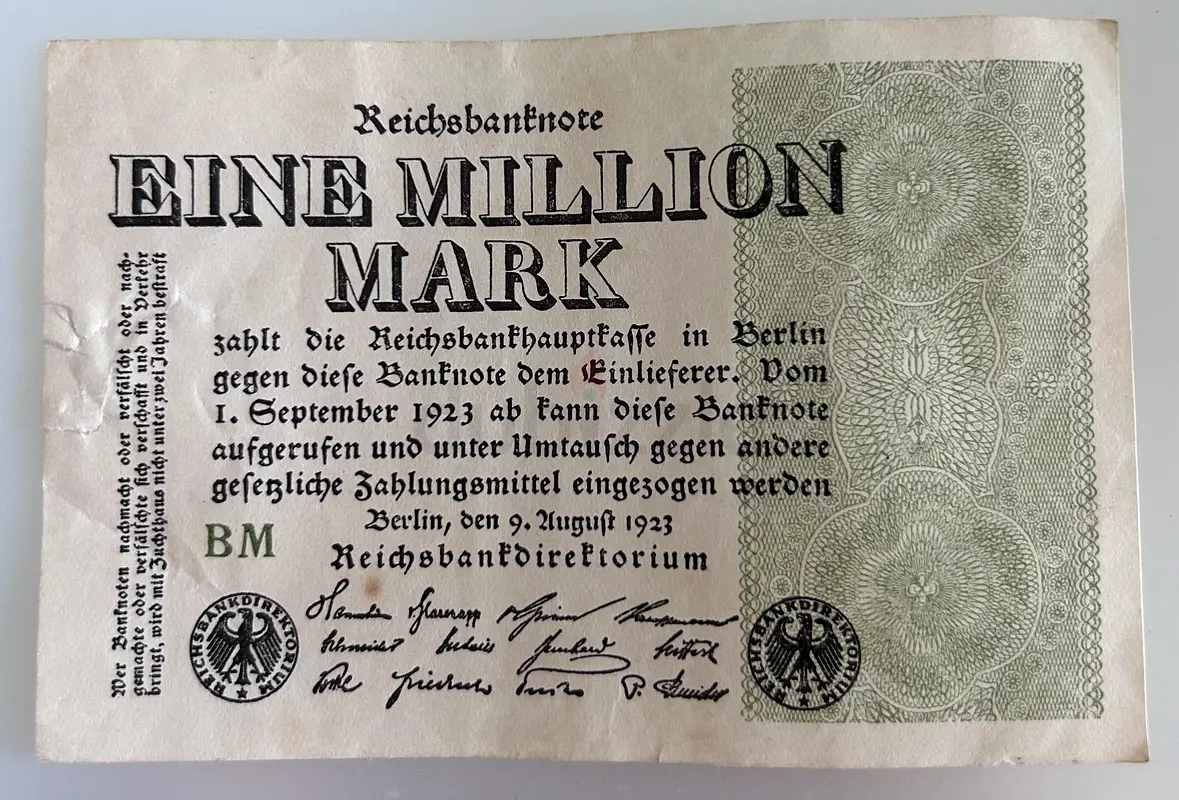 Reichsbanknote
EINE MILLION
MARK
zahlt die Reichsbankhauptkasse in Berlin
gegen diese Banknote dem Einlieferer. Vom
1. September 1923 ab kann diese Banknote
aufgerufen und unter Umtausch gegen andere
gesetzliche Zahlungsmittel eingezogen werden
Berlin, den 9. August 1923
Reichsbankdirektorium
BM
Wer Banknoten nachmacht oder verfälscht oder nach-
gemachte oder verfälschte sich verschafft und in Verkehr
bringt, wird mit Zuchthaus nicht unter zwei Jahren bestraft
REICHSBANKDIREKTORIUM
REICHSBANKDIREKTORIUM